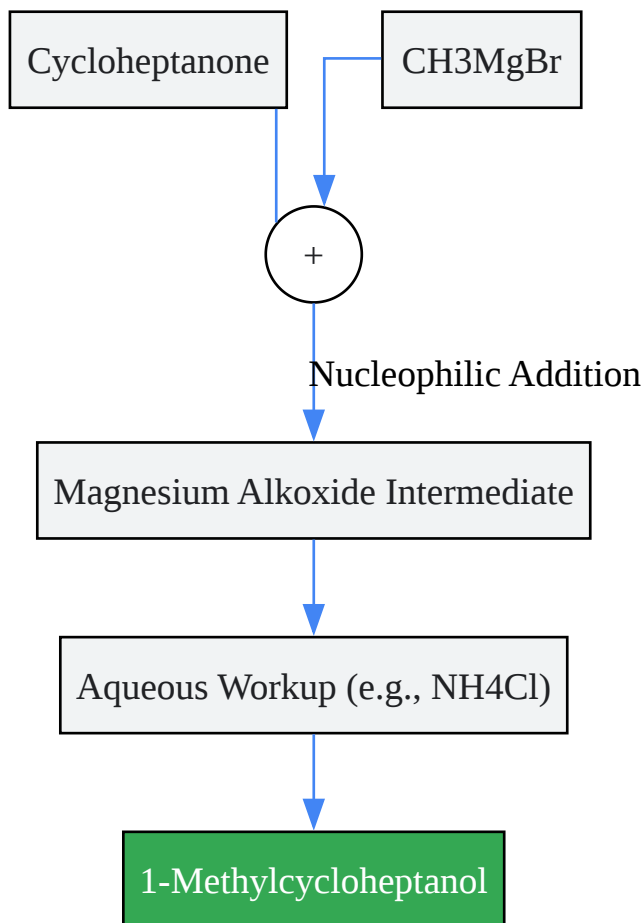 Cycloheptanone
CH3MgBr
+
Nucleophilic Addition
Magnesium Alkoxide Intermediate
Aqueous Workup (e.g., NH4Cl)
1-Methylcycloheptanol